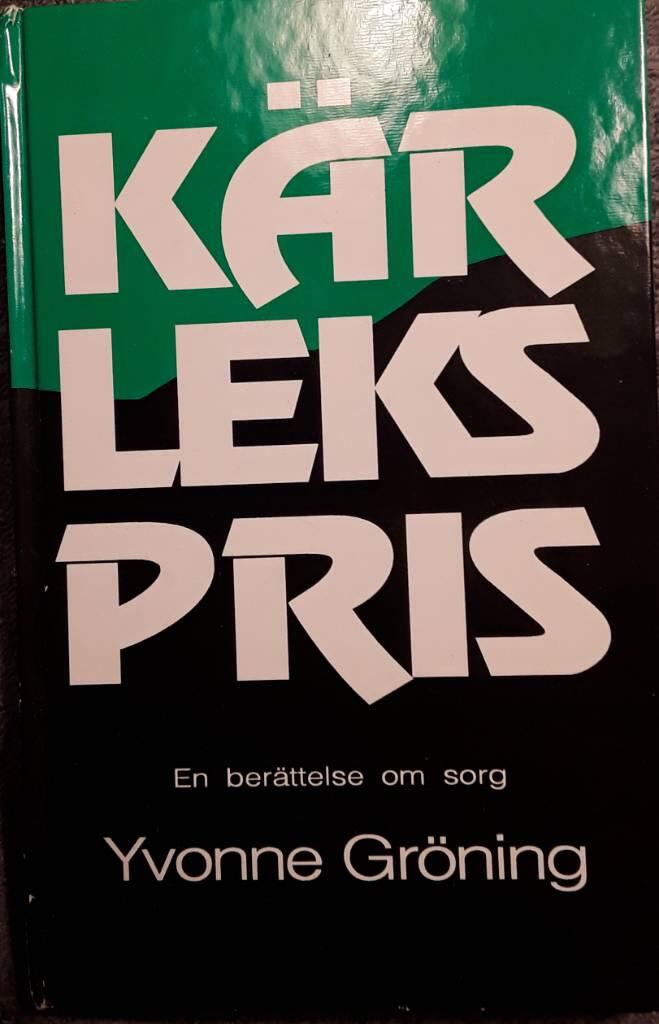 KÄR
LEKS
PRIS
En berättelse om sorg
Yvonne Gröning